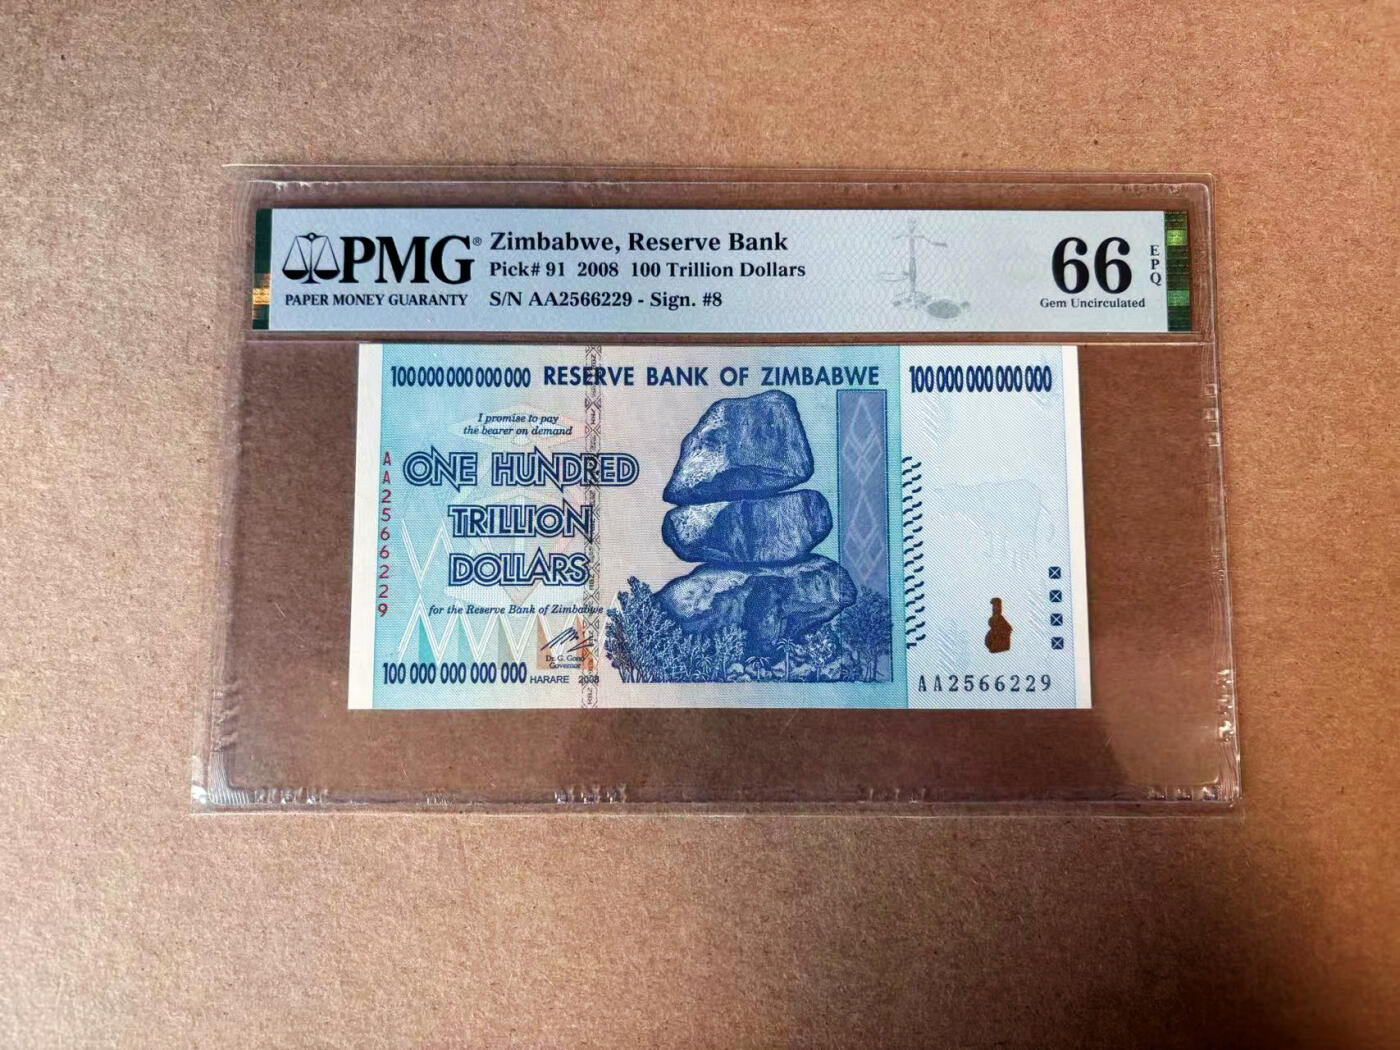 PMG®
PAPER MONEY GUARANTY
Zimbabwe, Reserve Bank
Pick# 91 2008 100 Trillion Dollars
S/N AA2566229 - Sign. #8
66
EPQ
Gem Uncirculated
100 000 000 000 000 RESERVE BANK OF ZIMBABWE 100 000 000 000 000
I promise to pay
the bearer on demand
ONE HUNDRED
TRILLION
DOLLARS
for the Reserve Bank of Zimbabwe
Dr. G. Gono
Governor
100 000 000 000 000 HARARE 2008
AA2566229
AA2566229